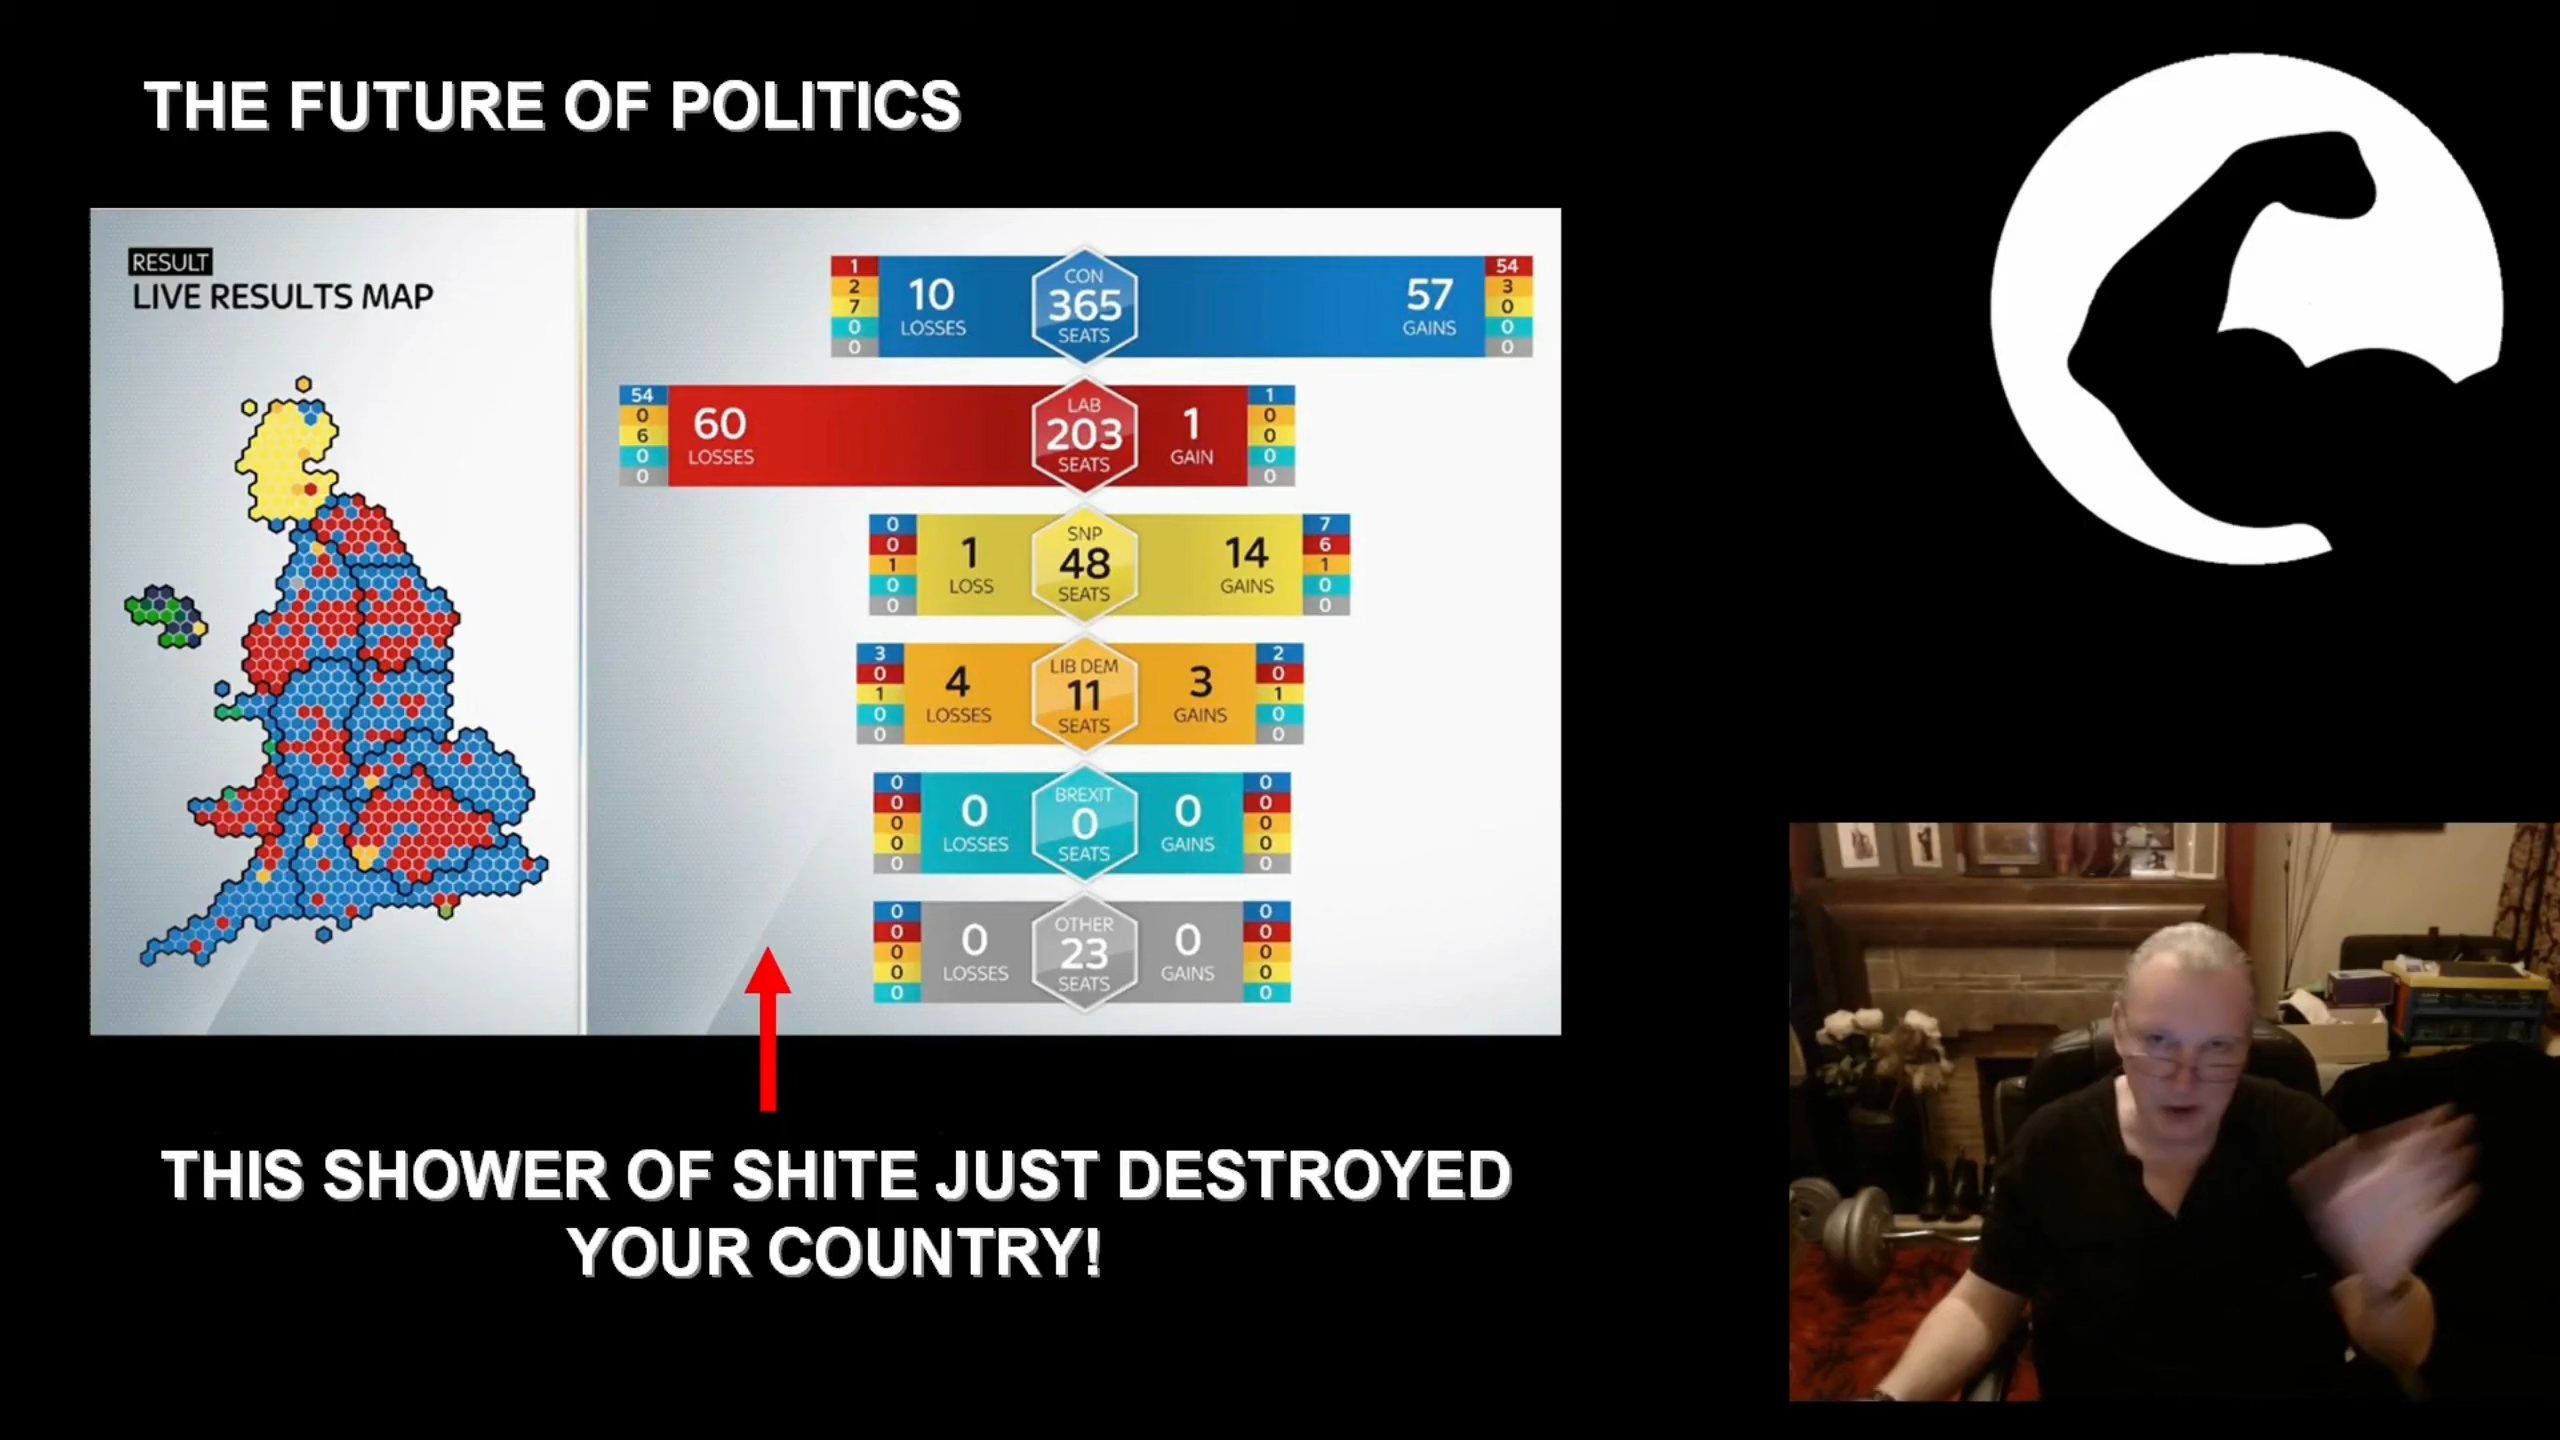 THE FUTURE OF POLITICS
RESULT
LIVE RESULTS MAP
1
2
7
0
0
10
LOSSES
CON
365
SEATS
57
GAINS
54
3
0
0
0
54
0
6
0
0
60
LOSSES
LAB
203
SEATS
1
GAIN
1
0
0
0
0
0
0
1
0
0
1
LOSS
SNP
48
SEATS
14
GAINS
7
6
1
0
0
3
0
1
0
0
4
LOSSES
LIB DEM
11
SEATS
3
GAINS
2
0
1
0
0
0
0
0
0
0
0
LOSSES
BREXIT
0
SEATS
0
GAINS
0
0
0
0
0
0
0
0
0
0
0
LOSSES
OTHER
23
SEATS
0
GAINS
0
0
0
0
0
THIS SHOWER OF SHITE JUST DESTROYED
YOUR COUNTRY!